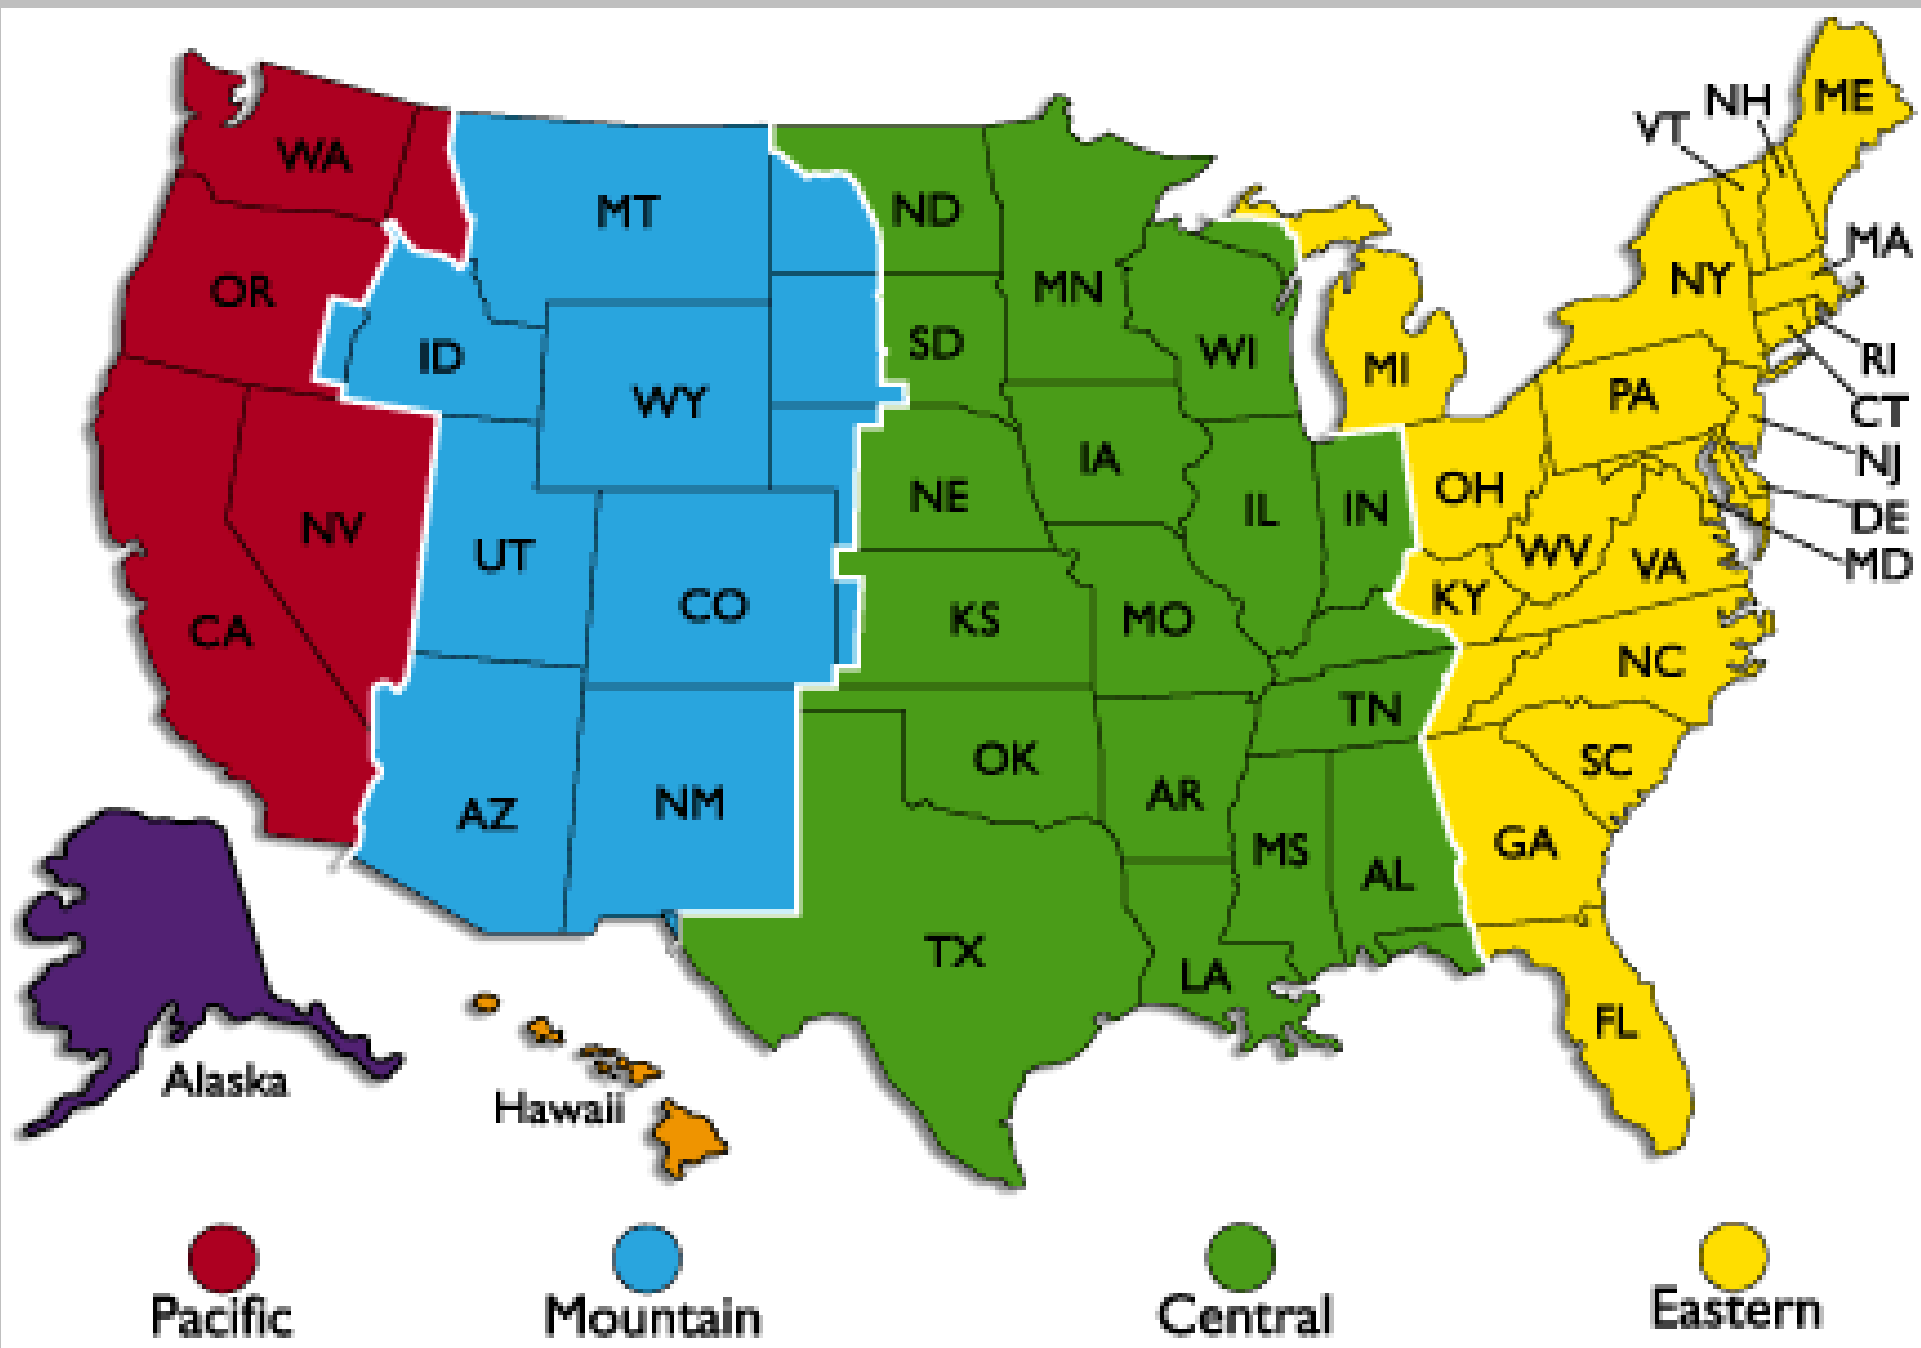 ME
NH
VT
WA
MT
ND
MA
OR
MN
NY
SD
WI
RI
ID
MI
PA
WY
CT
IA
NJ
OH
NE
IL
IN
DE
NV
UT
WV
VA
MD
CO
KS
MO
KY
CA
NC
TN
OK
SC
AZ
NM
AR
MS
AL
GA
TX
LA
FL
Alaska
Hawaii
Pacific
Mountain
Central
Eastern